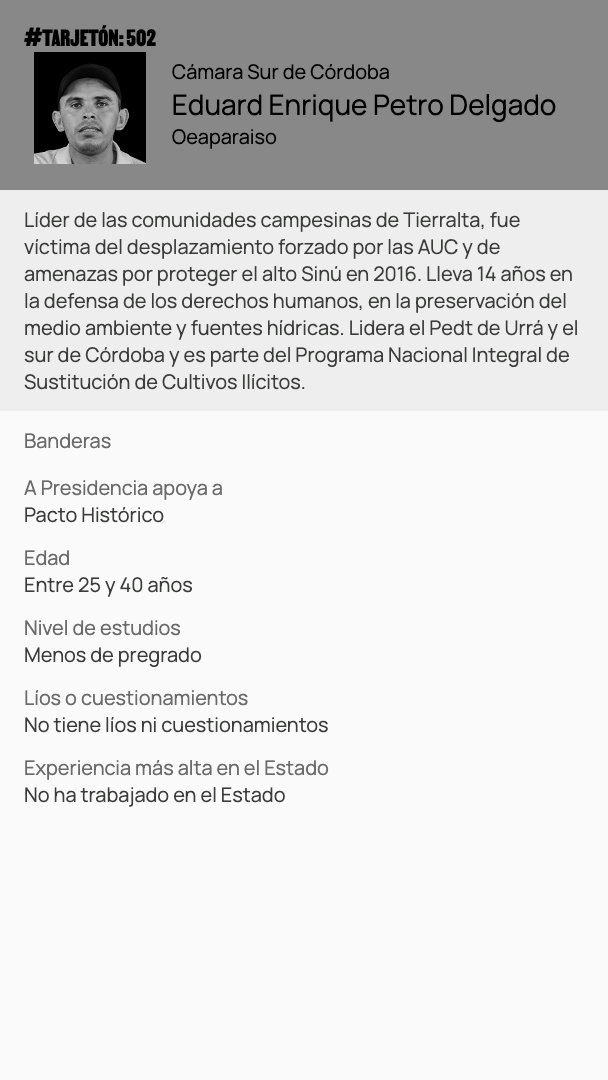 #TARJETÓN: 502
Cámara Sur de Córdoba
Eduard Enrique Petro Delgado
Oeaparaiso
Líder de las comunidades campesinas de Tierralta, fue
víctima del desplazamiento forzado por las AUC y de
amenazas por proteger el alto Sinú en 2016. Lleva 14 años en
la defensa de los derechos humanos, en la preservación del
medio ambiente y fuentes hídricas. Lidera el Pedt de Urrá y el
sur de Córdoba y es parte del Programa Nacional Integral de
Sustitución de Cultivos Ilícitos.
Banderas
A Presidencia apoya a
Pacto Histórico
Edad
Entre 25 y 40 años
Nivel de estudios
Menos de pregrado
Líos o cuestionamientos
No tiene líos ni cuestionamientos
Experiencia más alta en el Estado
No ha trabajado en el Estado